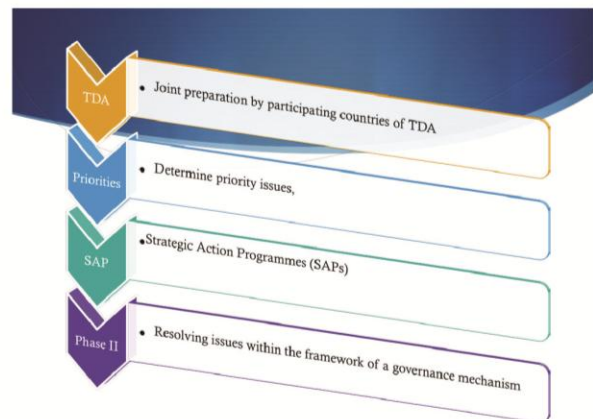 TDA
• Joint preparation by participating countries of TDA
Priorities
• Determine priority issues,
SAP
•Strategic Action Programmes (SAPs)
Phase II
• Resolving issues within the framework of a governance mechanism